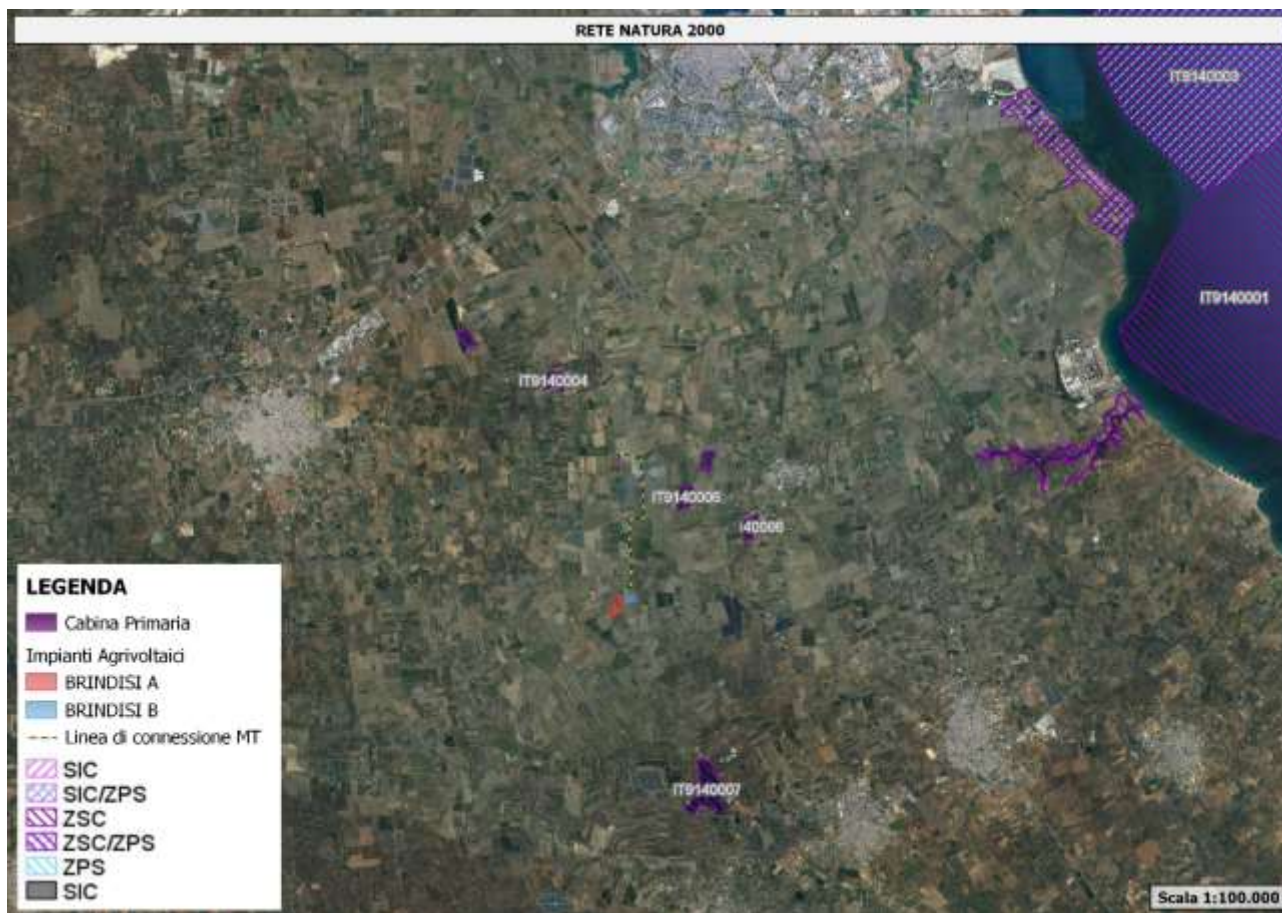 RETE NATURA 2000
IT9140003
IT9140001
IT9140004
IT9140006
I40006
IT9140007
LEGENDA
Cabina Primaria
Impianti Agrivoltaici
BRINDISI A
BRINDISI B
Linea di connessione MT
SIC
SIC/ZPS
ZSC
ZSC/ZPS
ZPS
SIC
Scala 1:100.000